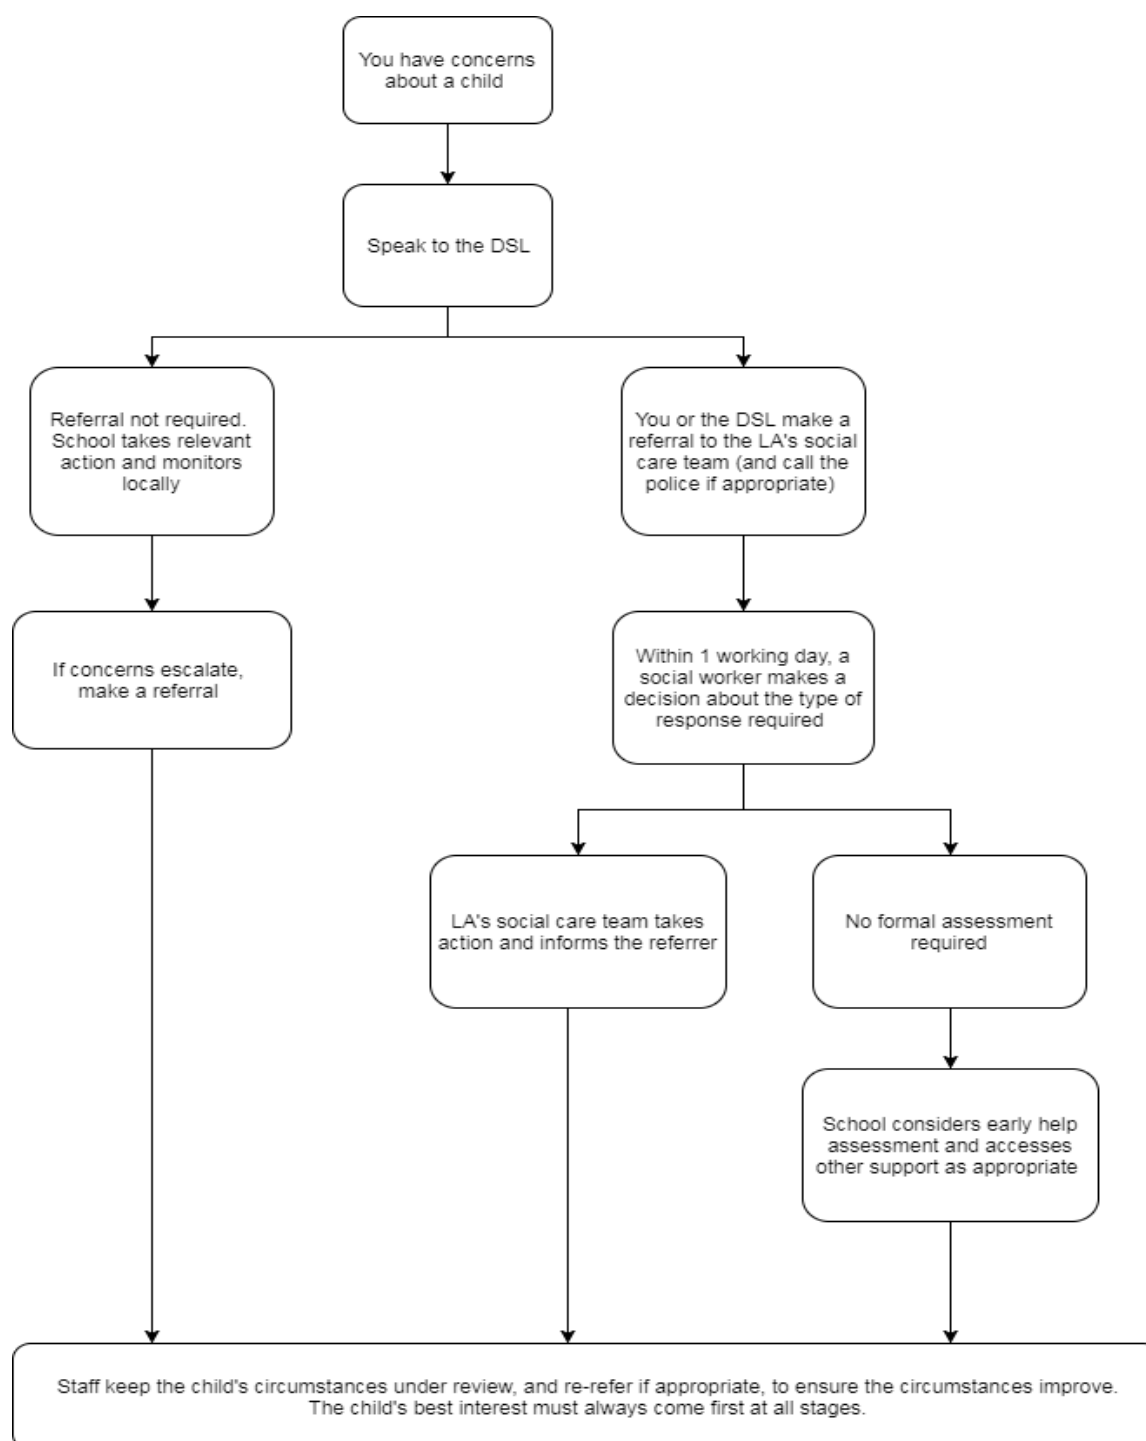 You have concerns
about a child
Speak to the DSL
Referral not required.
School takes relevant
action and monitors
locally
You or the DSL make a
referral to the LA's social
care team (and call the
police if appropriate)
If concerns escalate,
make a referral
Within 1 working day, a
social worker makes a
decision about the type of
response required
LA's social care team takes
action and informs the referrer
No formal assessment
required
School considers early help
assessment and accesses
other support as appropriate
Staff keep the child's circumstances under review, and re-refer if appropriate, to ensure the circumstances improve.
The child's best interest must always come first at all stages.